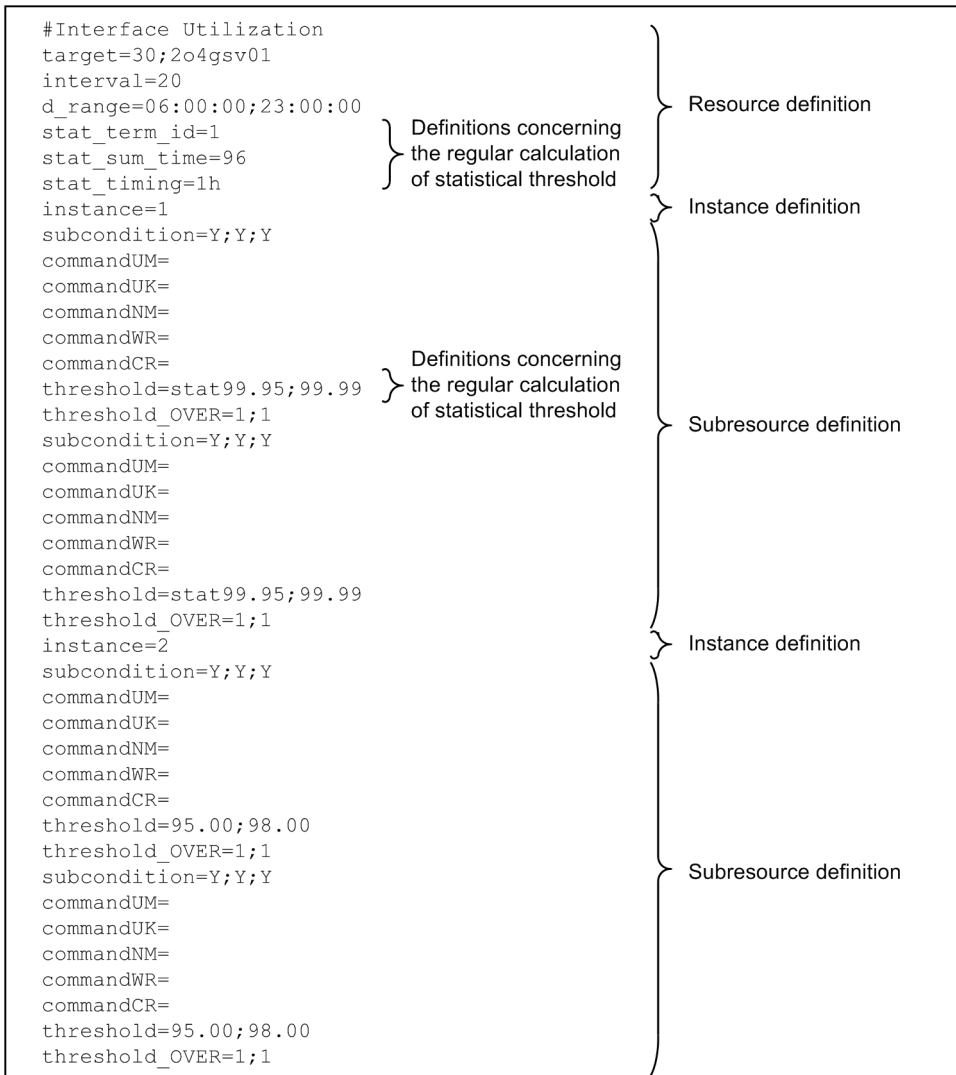 #Interface Utilization
target=30;2o4gsv01
interval=20
d_range=06:00:00;23:00:00
stat_term_id=1
stat_sum_time=96
stat_timing=1h
Definitions concerning
the regular calculation
of statistical threshold
Resource definition
instance=1
Instance definition
subcondition=Y;Y;Y
commandUM=
commandUK=
commandNM=
commandWR=
commandCR=
threshold=stat99.95;99.99
Definitions concerning
the regular calculation
of statistical threshold
threshold_OVER=1;1
subcondition=Y;Y;Y
commandUM=
commandUK=
commandNM=
commandWR=
commandCR=
threshold=stat99.95;99.99
threshold_OVER=1;1
Subresource definition
instance=2
Instance definition
subcondition=Y;Y;Y
commandUM=
commandUK=
commandNM=
commandWR=
commandCR=
threshold=95.00;98.00
threshold_OVER=1;1
subcondition=Y;Y;Y
commandUM=
commandUK=
commandNM=
commandWR=
commandCR=
threshold=95.00;98.00
threshold_OVER=1;1
Subresource definition